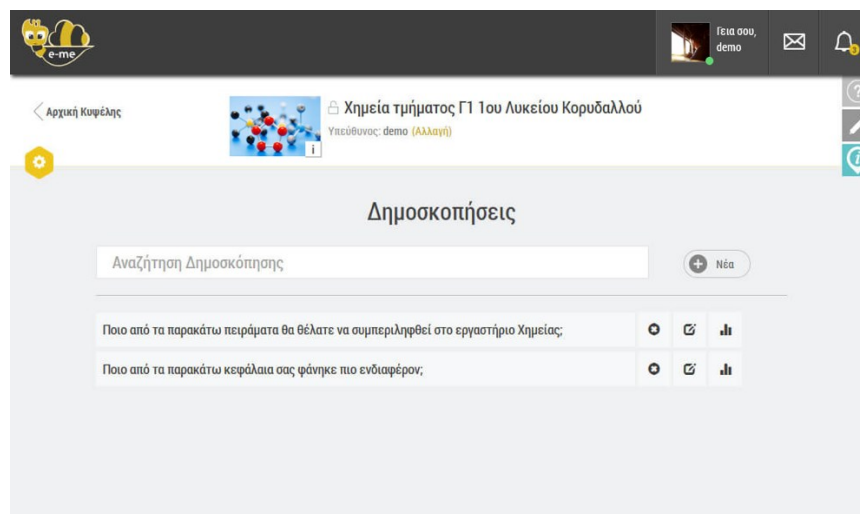 e-me
Γεια σου,
demo
3
Αρχική Κυψέλης
Χημεία τμήματος Γ1 1ου Λυκείου Κορυδαλλού
Υπεύθυνος: demo (Αλλαγή)
i
Δημοσκοπήσεις
Αναζήτηση Δημοσκόπησης
Νέα
Ποιο από τα παρακάτω πειράματα θα θέλατε να συμπεριληφθεί στο εργαστήριο Χημείας;
Ποιο από τα παρακάτω κεφάλαια σας φάνηκε πιο ενδιαφέρον;